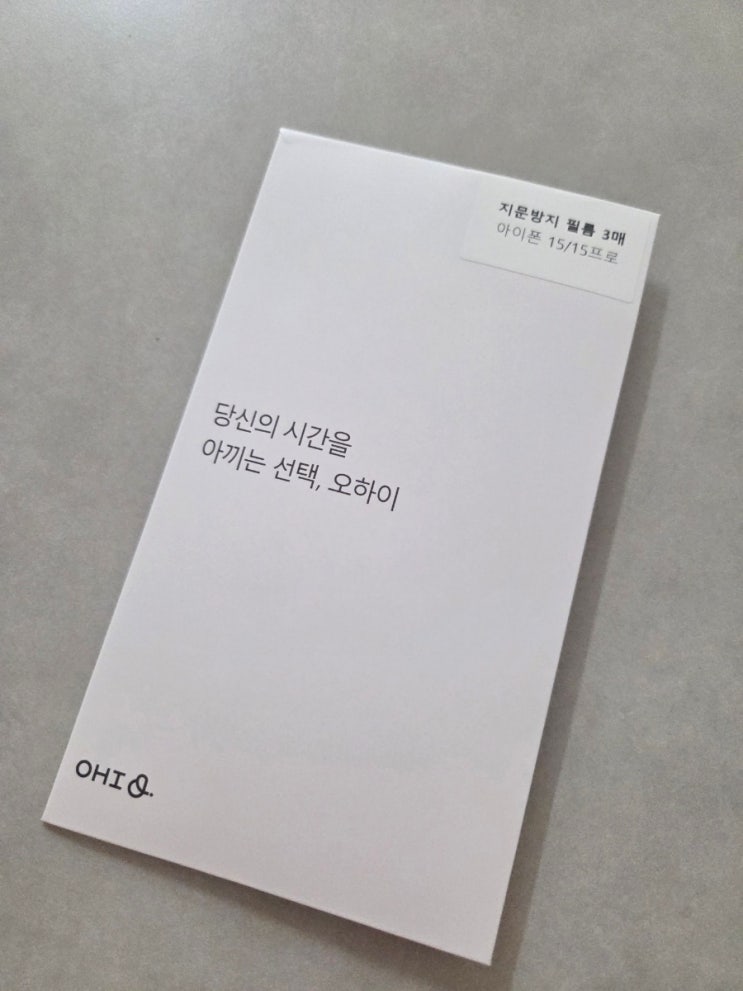 지문방지 필름 3매
아이폰 15/15프로
당신의 시간을
아끼는 선택, 오하이
OHI